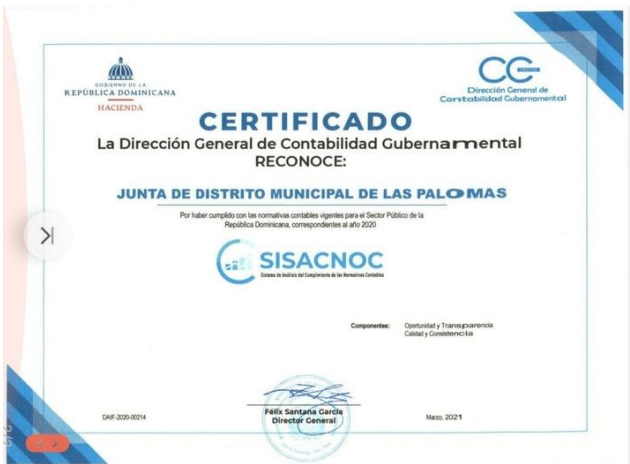 GOBIERNO DE LA
REPÚBLICA DOMINICANA
HACIENDA
CG
Dirección General de
Contabilidad Gubernamental
CERTIFICADO
La Dirección General de Contabilidad Gubernamental
RECONOCE:
JUNTA DE DISTRITO MUNICIPAL DE LAS PALOMAS
Por haber cumplido con las normativas contables vigentes para el Sector Público de la
República Dominicana, correspondientes al año 2020
SISACNOC
Sistema de Análisis del Cumplimiento de las Normativas Contables
Componentes: Oportunidad y Transparencia
Calidad y Consistencia
Félix Santana García
Director General
DAIF-2020-00214
Marzo, 2021